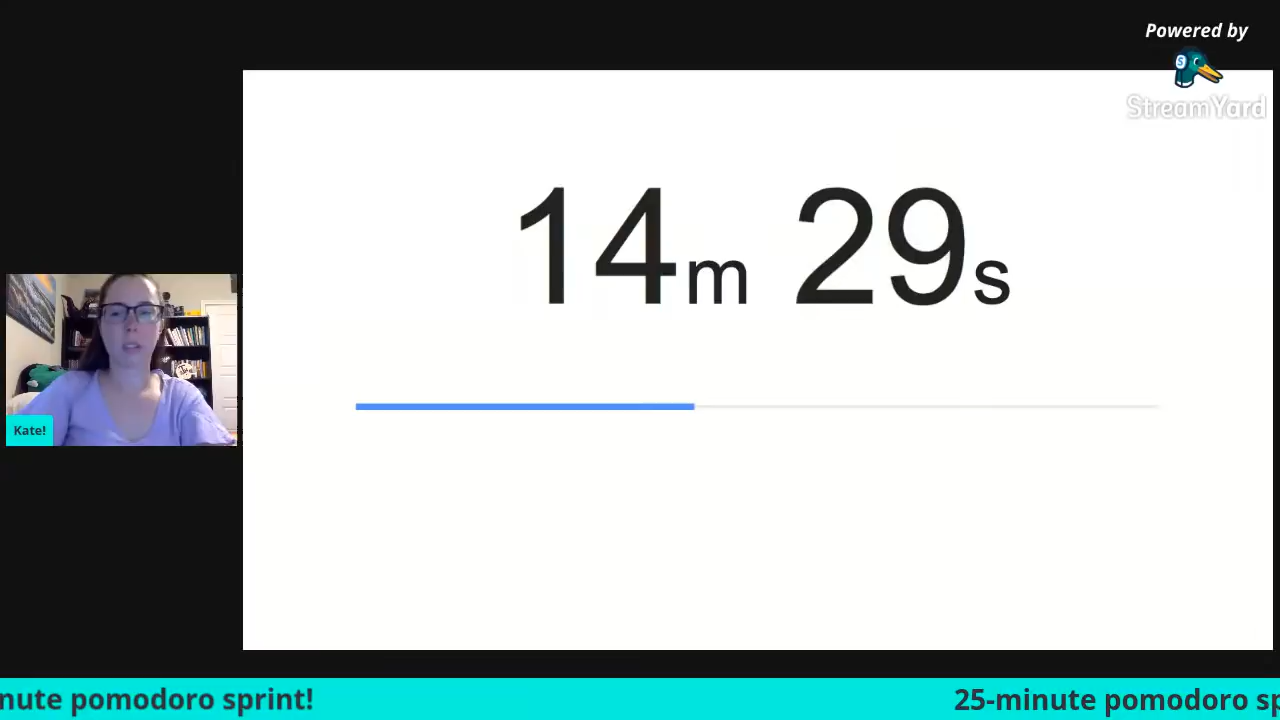 Powered by
StreamYard
14m 29s
Kate!
nute pomodoro sprint!
25-minute pomodoro sp